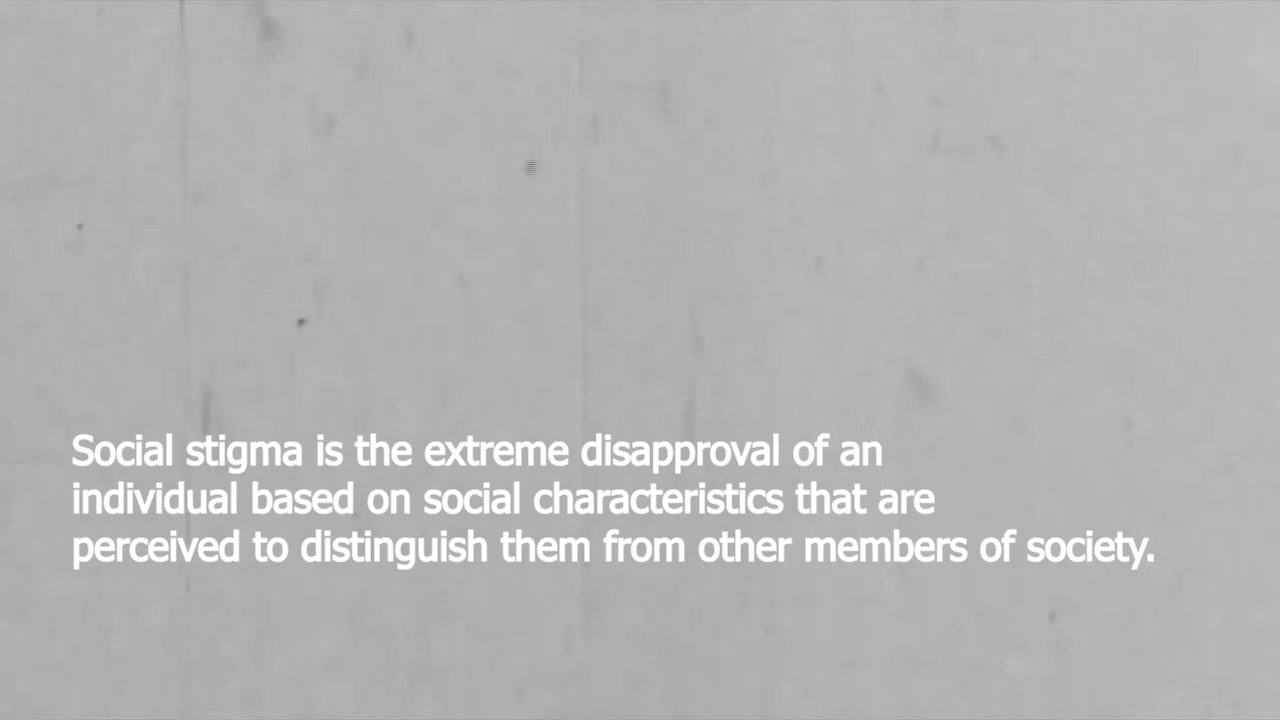 Social stigma is the extreme disapproval of an
individual based on social characteristics that are
perceived to distinguish them from other members of society.